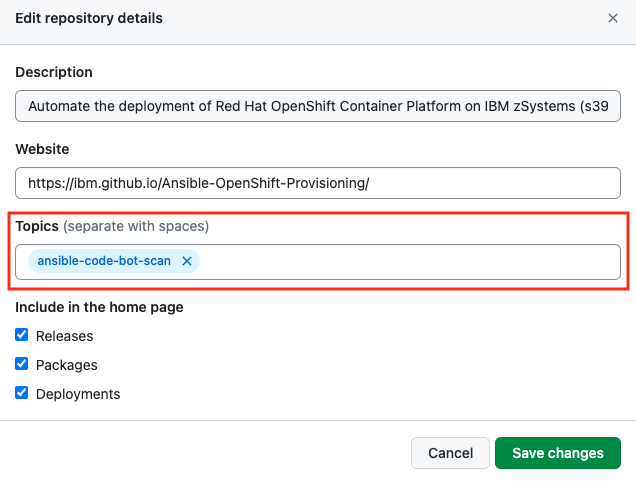 Edit repository details
Description
Automate the deployment of Red Hat OpenShift Container Platform on IBM zSystems (s39
Website
https://ibm.github.io/Ansible-OpenShift-Provisioning/
Topics (separate with spaces)
ansible-code-bot-scan
Include in the home page
Releases
Packages
Deployments
Cancel Save changes